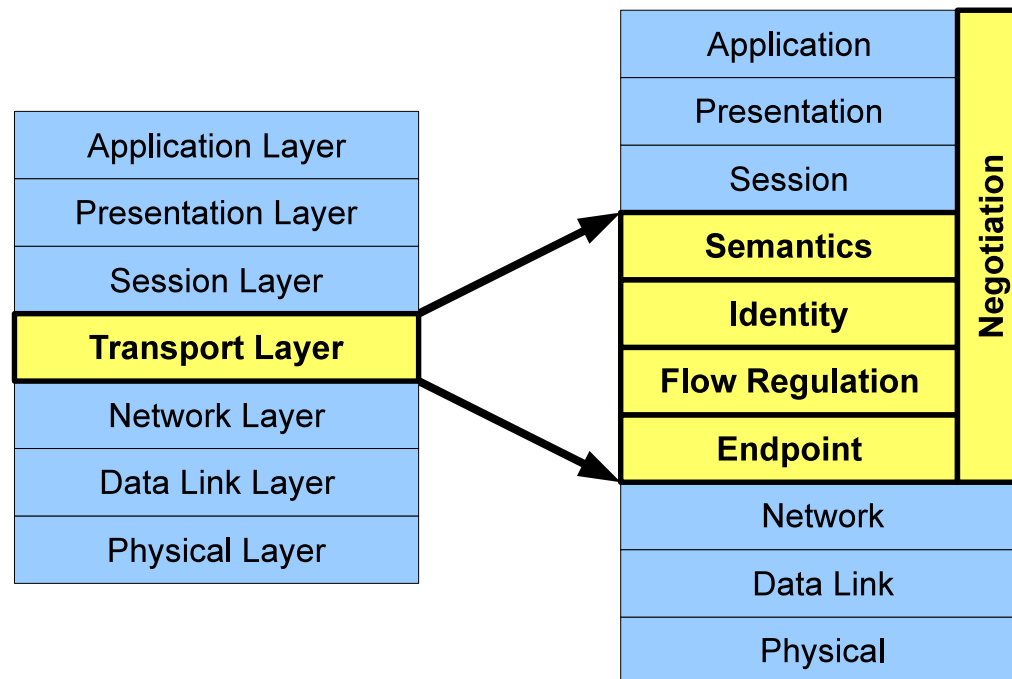 Application Layer
Presentation Layer
Session Layer
Transport Layer
Network Layer
Data Link Layer
Physical Layer
Application
Presentation
Session
Semantics
Identity
Flow Regulation
Endpoint
Network
Data Link
Physical
Negotiation